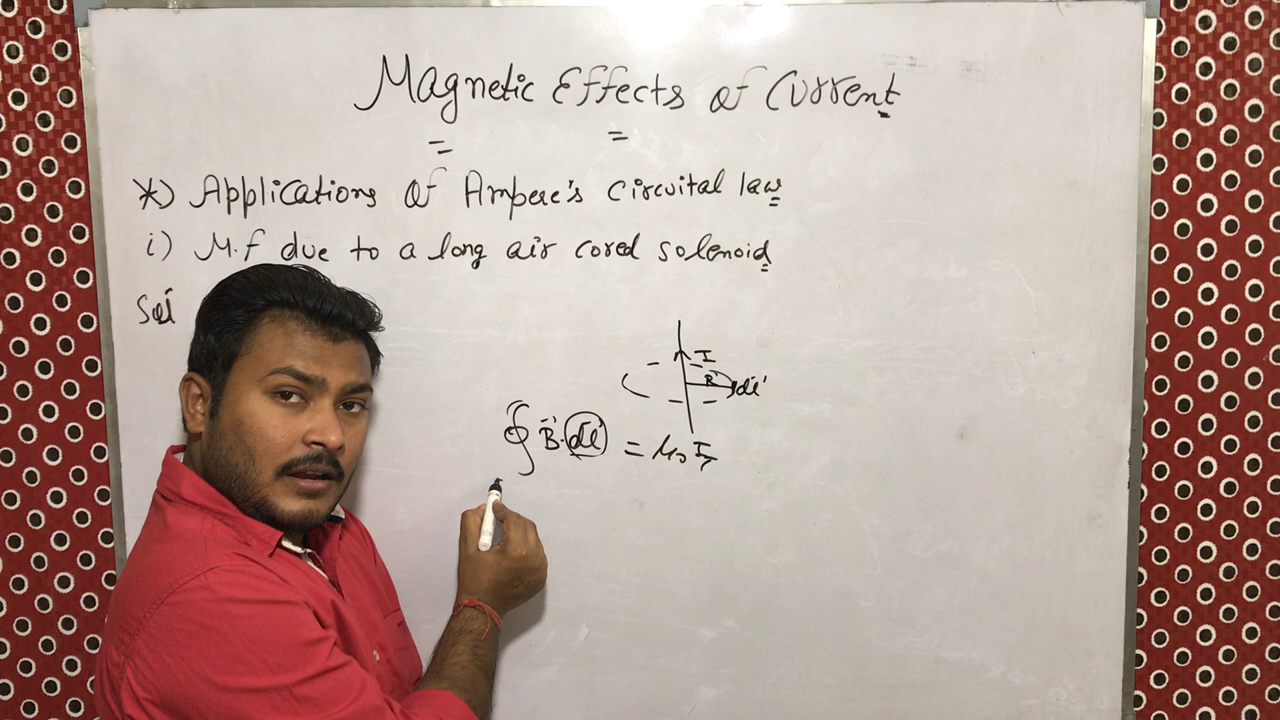 Magnetic Effects of Current
*) Applications of Ampere's Circuital law
i) M.f due to a long air cored solenoid
Sol
I
R
dl
∮ B⃗·dl = μ₀ I